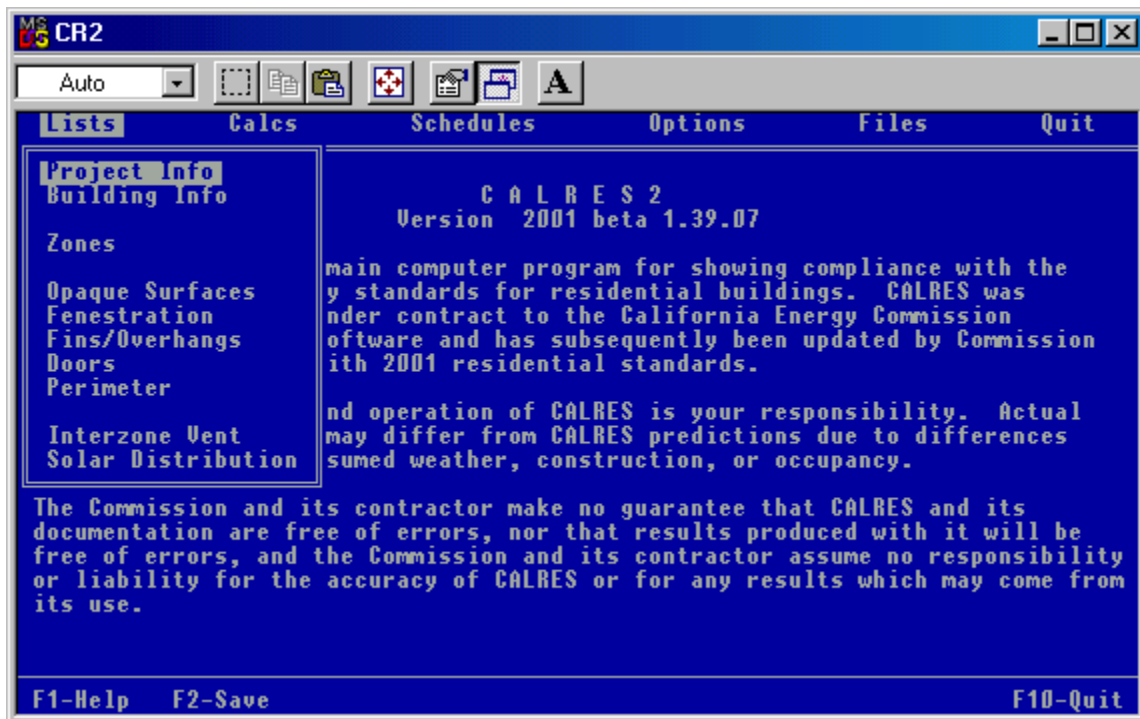 MS DOS CR2
Auto A
Lists Calcs Schedules Options Files Quit
Project Info
Building Info
Zones
Opaque Surfaces
Fenestration
Fins/Overhangs
Doors
Perimeter
Interzone Vent
Solar Distribution
C A L R E S 2
Version 2001 beta 1.39.07
main computer program for showing compliance with the
y standards for residential buildings. CALRES was
nder contract to the California Energy Commission
oftware and has subsequently been updated by Commission
ith 2001 residential standards.
nd operation of CALRES is your responsibility. Actual
may differ from CALRES predictions due to differences
sumed weather, construction, or occupancy.
The Commission and its contractor make no guarantee that CALRES and its
documentation are free of errors, nor that results produced with it will be
free of errors, and the Commission and its contractor assume no responsibility
or liability for the accuracy of CALRES or for any results which may come from
its use.
F1-Help F2-Save F10-Quit